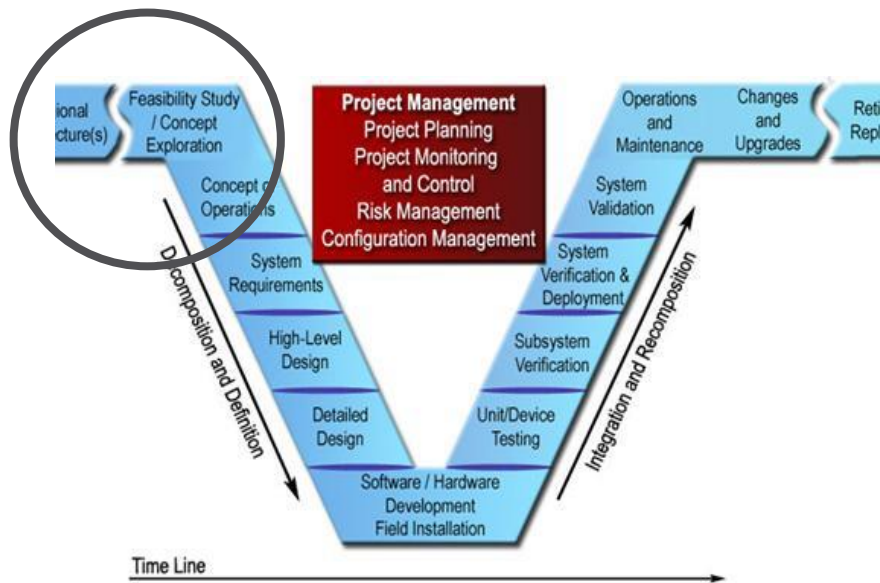 ional
cture(s)
Feasibility Study
/ Concept
Exploration
Concept of
Operations
System
Requirements
High-Level
Design
Detailed
Design
Software / Hardware
Development
Field Installation
Unit/Device
Testing
Subsystem
Verification
System
Verification &
Deployment
System
Validation
Operations
and
Maintenance
Changes
and
Upgrades
Reti
Repl
Project Management
Project Planning
Project Monitoring
and Control
Risk Management
Configuration Management
Decomposition and Definition
Integration and Recomposition
Time Line